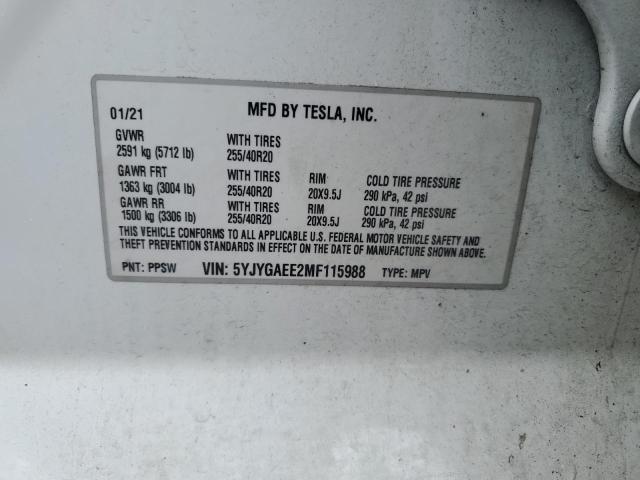 01/21 MFD BY TESLA, INC.
GVWR WITH TIRES
2591 kg (5712 lb) 255/40R20
GAWR FRT WITH TIRES RIM COLD TIRE PRESSURE
1363 kg (3004 lb) 255/40R20 20X9.5J 290 kPa, 42 psi
GAWR RR WITH TIRES RIM COLD TIRE PRESSURE
1500 kg (3306 lb) 255/40R20 20X9.5J 290 kPa, 42 psi
THIS VEHICLE CONFORMS TO ALL APPLICABLE U.S. FEDERAL MOTOR VEHICLE SAFETY AND
THEFT PREVENTION STANDARDS IN EFFECT ON THE DATE OF MANUFACTURE SHOWN ABOVE.
PNT: PPSW VIN: 5YJYGAEE2MF115988 TYPE: MPV